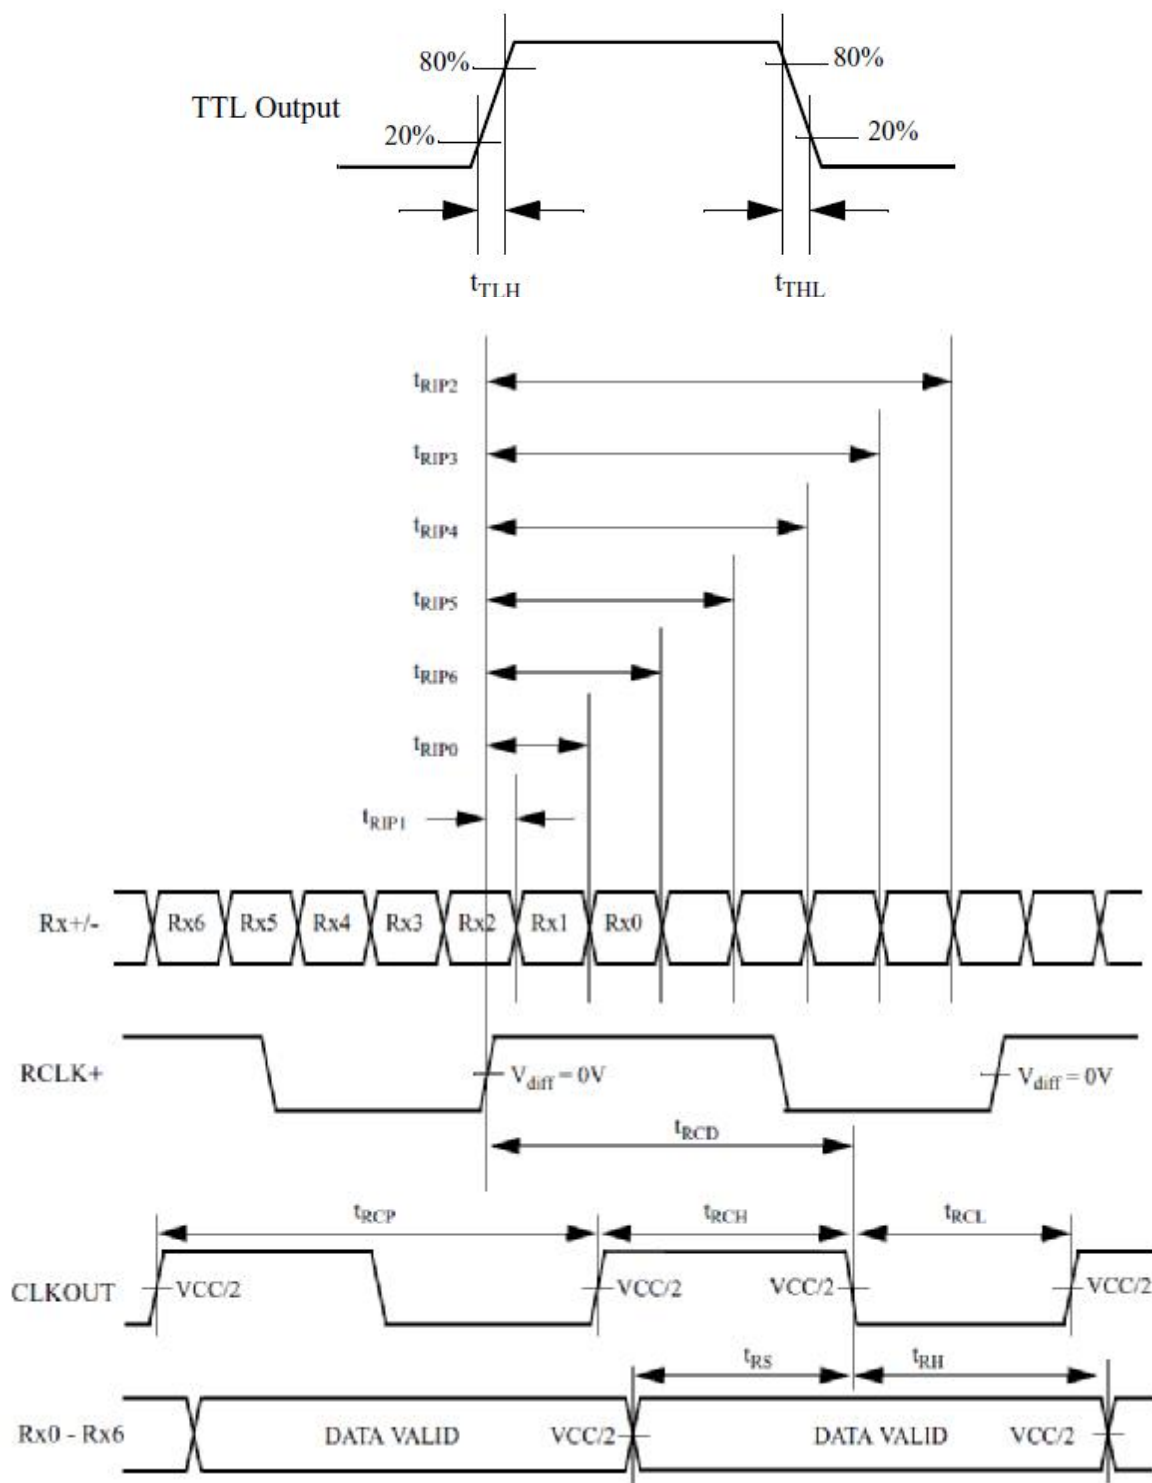 80% 80%
TTL Output
20% 20%
tTLH tTHL
tRIP2
tRIP3
tRIP4
tRIP5
tRIP6
tRIP0
tRIP1
Rx+/- Rx6 Rx5 Rx4 Rx3 Rx2 Rx1 Rx0
RCLK+ Vdiff = 0V Vdiff = 0V
tRCD
tRCP tRCH tRCL
CLKOUT VCC/2 VCC/2 VCC/2 VCC/2
tRS tRH
Rx0 - Rx6 DATA VALID VCC/2 DATA VALID VCC/2